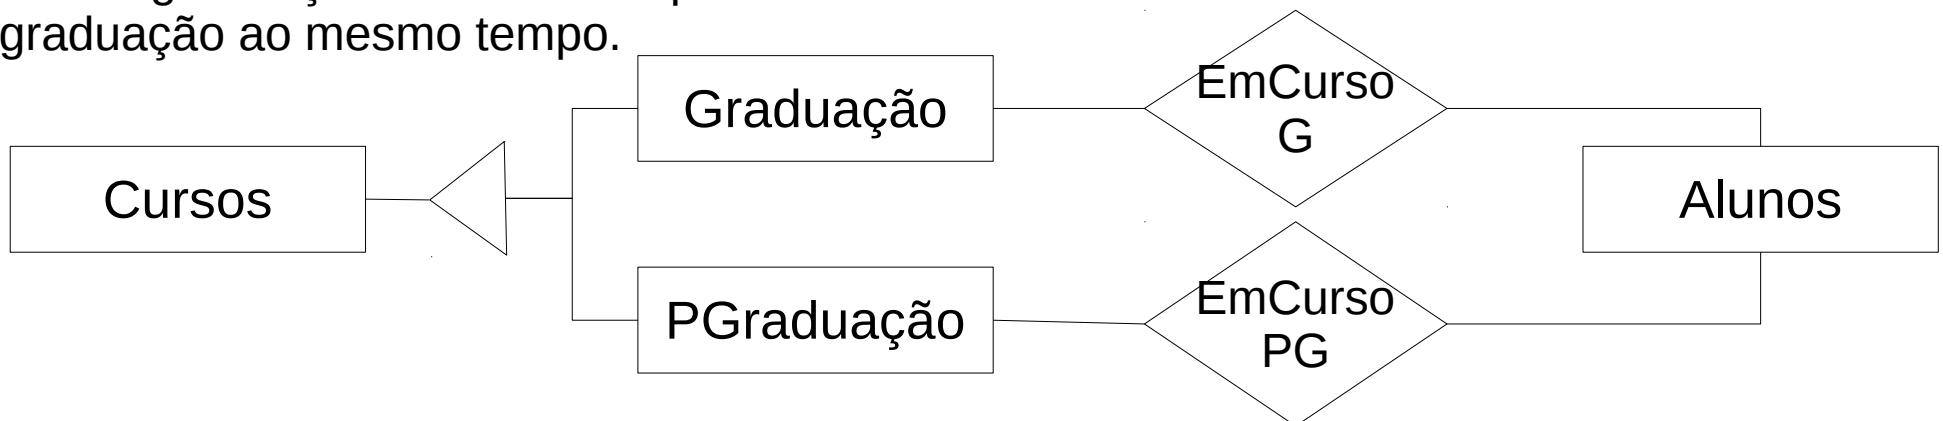 graduação ao mesmo tempo.
Graduação
EmCurso
G
Cursos
Alunos
PGraduação
EmCurso
PG